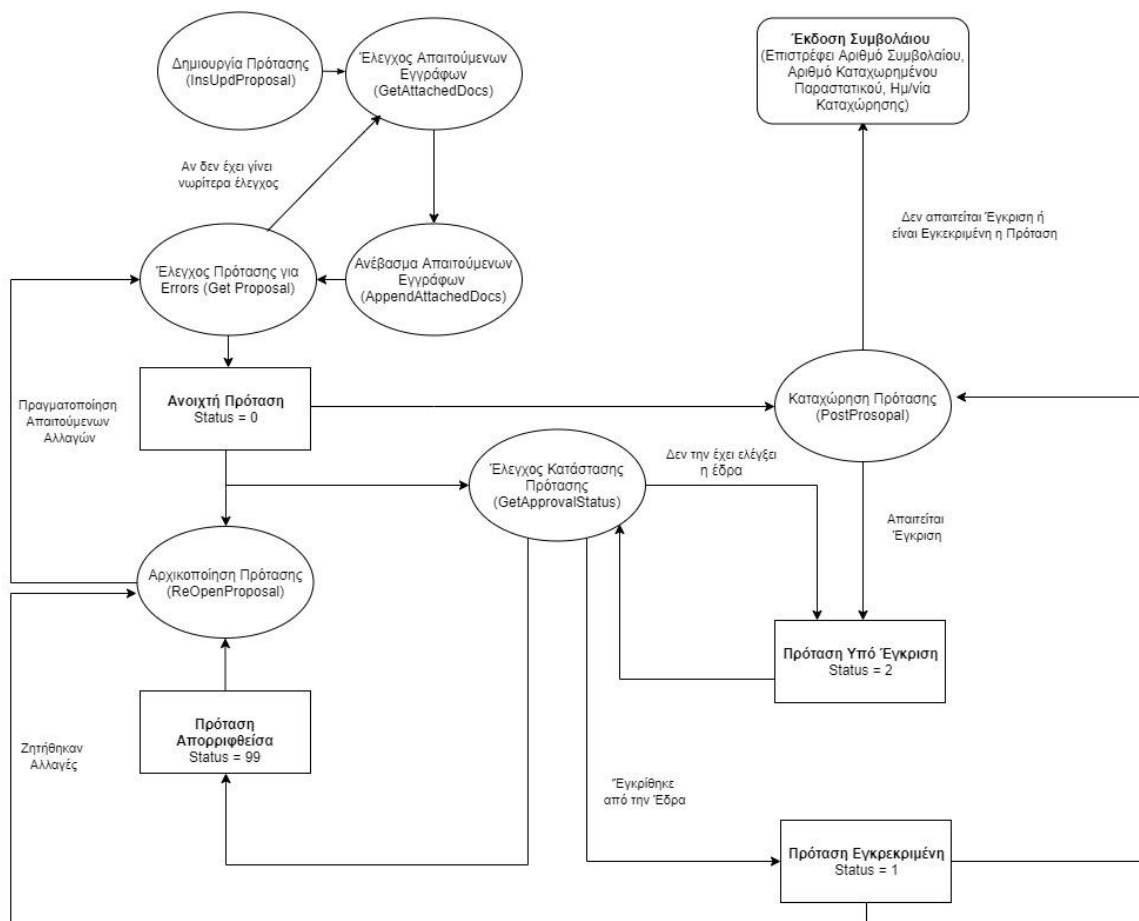 Δημιουργία Πρότασης
(InsUpdProposal)
Έλεγχος Απαιτούμενων
Εγγράφων
(GetAttachedDocs)
Έκδοση Συμβολάιου
(Επιστρέφει Αριθμό Συμβολαίου,
Αριθμό Καταχωρημένου
Παραστατικού, Ημ/νία
Καταχώρησης)
Αν δεν έχει γίνει
νωρίτερα έλεγχος
Δεν απαιτείται Έγκριση ή
είναι Εγκεκριμένη η Πρόταση
Έλεγχος Πρότασης για
Errors (Get Proposal)
Ανέβασμα Απαιτούμενων
Εγγράφων
(AppendAttachedDocs)
Πραγματοποίηση
Απαιτούμενων
Αλλαγών
Ανοιχτή Πρόταση
Status = 0
Καταχώρηση Πρότασης
(PostProsopal)
Έλεγχος Κατάστασης
Πρότασης
(GetApprovalStatus)
Δεν την έχει ελέγξει
η έδρα
Απαιτείται
Έγκριση
Αρχικοποίηση Πρότασης
(ReOpenProposal)
Πρόταση Υπό Έγκριση
Status = 2
Πρόταση
Απορριφθείσα
Status = 99
Ζητήθηκαν
Αλλαγές
Έγκρίθηκε
από την Έδρα
Πρόταση Εγκρεκριμένη
Status = 1